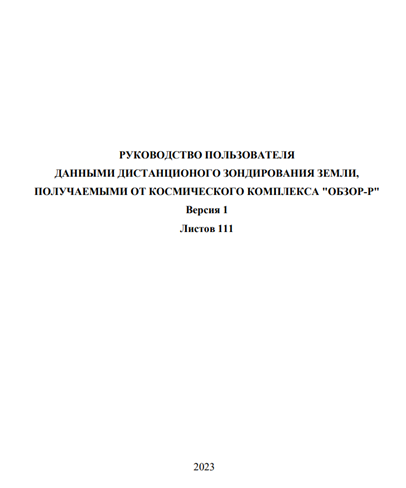 РУКОВОДСТВО ПОЛЬЗОВАТЕЛЯ
ДАННЫМИ ДИСТАНЦИОНОГО ЗОНДИРОВАНИЯ ЗЕМЛИ,
ПОЛУЧАЕМЫМИ ОТ КОСМИЧЕСКОГО КОМПЛЕКСА "ОБЗОР-Р"
Версия 1
Листов 111
2023